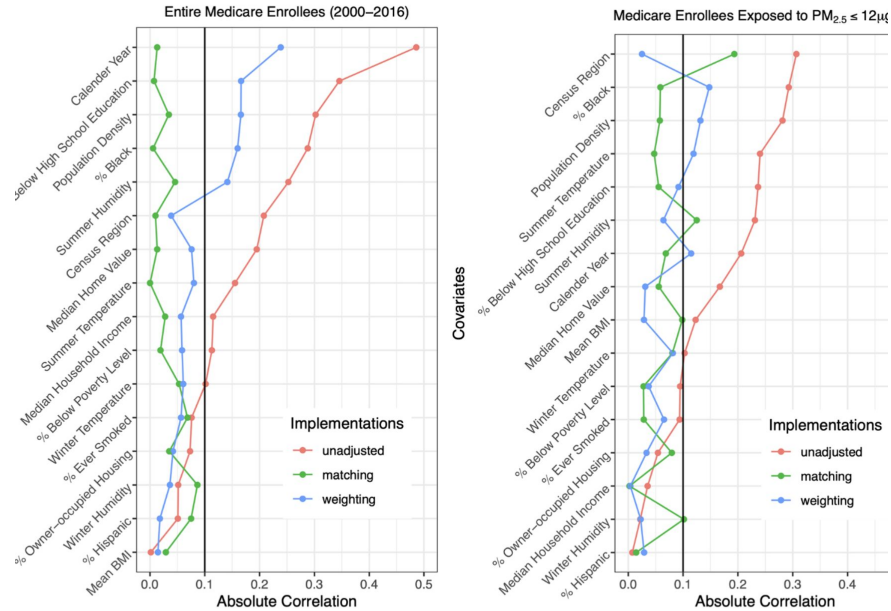 Entire Medicare Enrollees (2000–2016)
Calender Year
Below High School Education
Population Density
% Black
Summer Humidity
Census Region
Median Home Value
Summer Temperature
Median Household Income
% Below Poverty Level
Winter Temperature
% Ever Smoked
% Owner-occupied Housing
Winter Humidity
% Hispanic
Mean BMI
Implementations
unadjusted
matching
weighting
0.0 0.1 0.2 0.3 0.4 0.5
Absolute Correlation
Medicare Enrollees Exposed to PM2.5 ≤ 12μg
Covariates
Census Region
% Black
Population Density
Summer Temperature
% Below High School Education
Summer Humidity
Calender Year
Median Home Value
Mean BMI
Winter Temperature
% Below Poverty Level
% Ever Smoked
% Owner-occupied Housing
Median Household Income
Winter Humidity
% Hispanic
Implementations
unadjusted
matching
weighting
0.0 0.1 0.2 0.3 0.4
Absolute Correlation